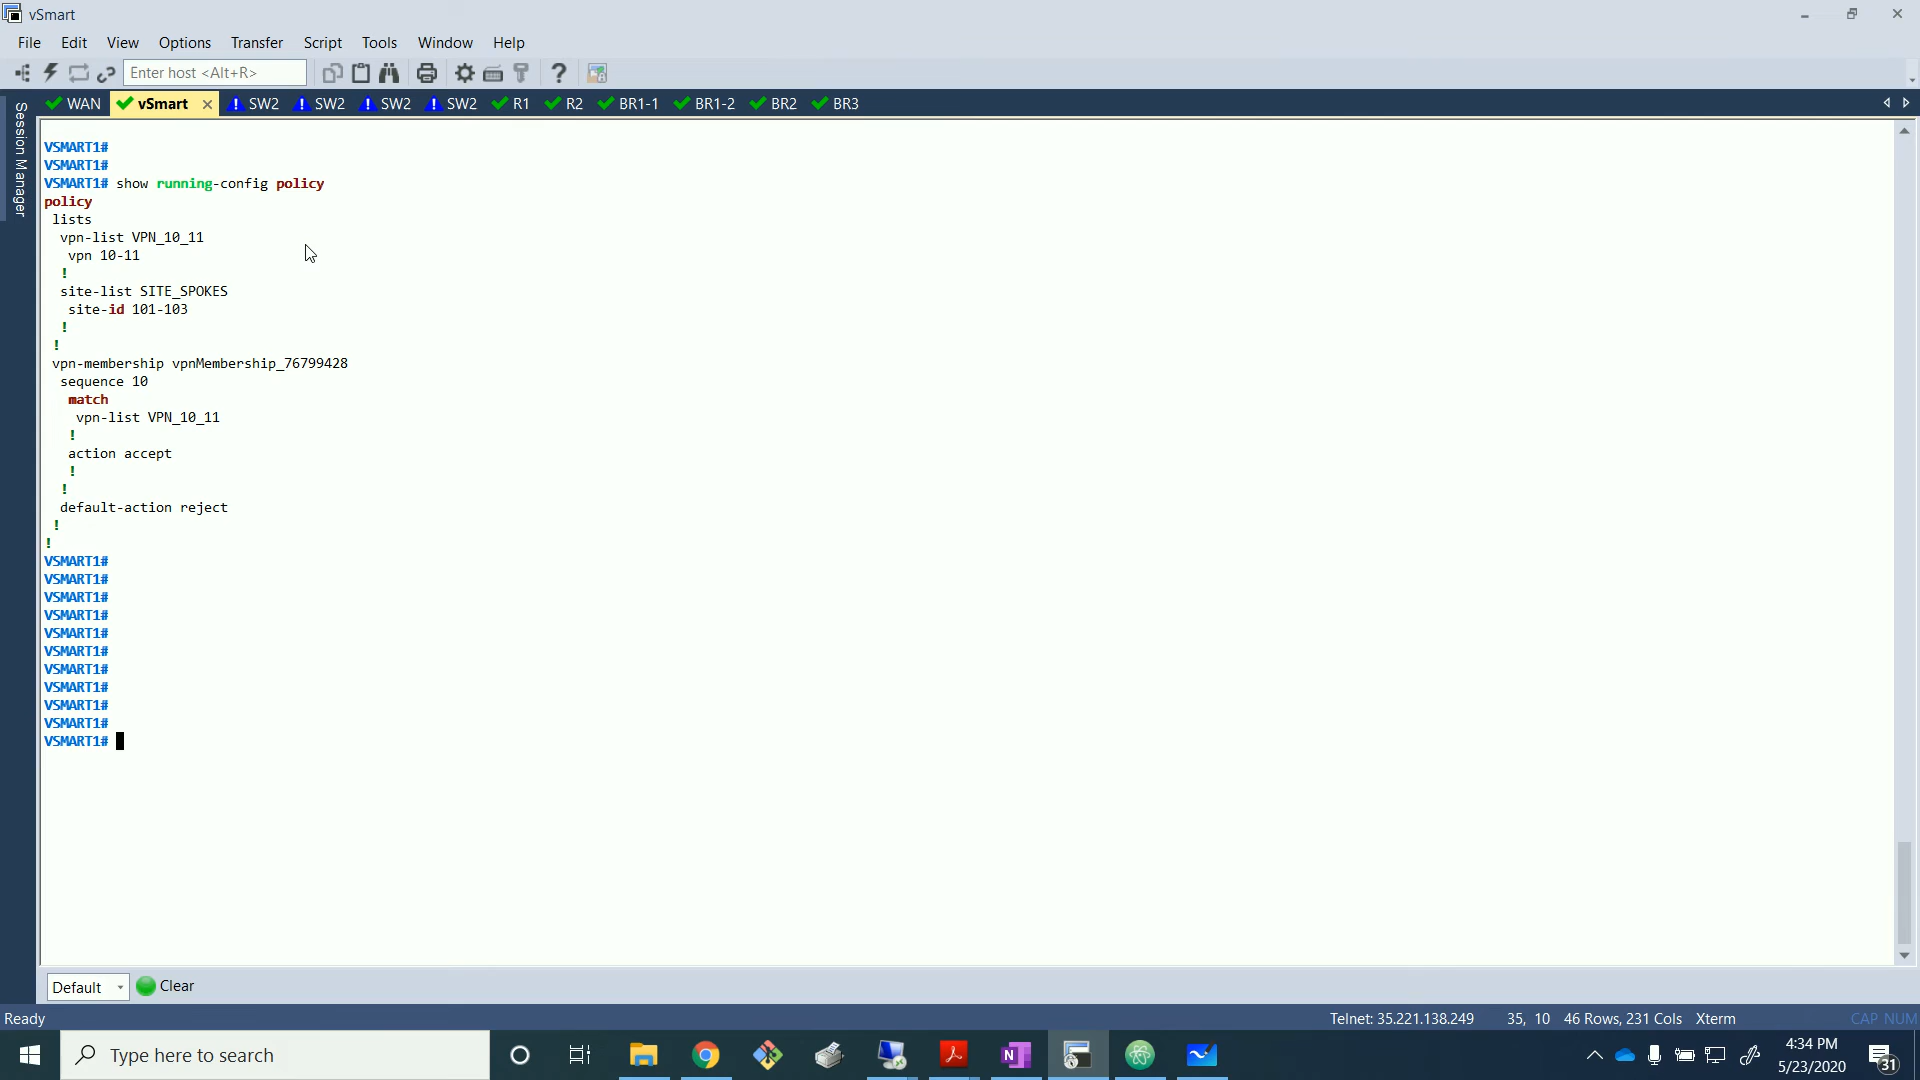 vSmart
File Edit View Options Transfer Script Tools Window Help
Enter host <Alt+R>
WAN vSmart SW2 SW2 SW2 SW2 R1 R2 BR1-1 BR1-2 BR2 BR3
Session Manager
VSMART1#
VSMART1#
VSMART1# show running-config policy
policy
lists
vpn-list VPN_10_11
vpn 10-11
!
site-list SITE_SPOKES
site-id 101-103
!
!
vpn-membership vpnMembership_76799428
sequence 10
match
vpn-list VPN_10_11
!
action accept
!
!
default-action reject
!
!
VSMART1#
VSMART1#
VSMART1#
VSMART1#
VSMART1#
VSMART1#
VSMART1#
VSMART1#
VSMART1#
VSMART1#
VSMART1#
Default Clear
Ready Telnet: 35.221.138.249 35, 10 46 Rows, 231 Cols Xterm CAP NUM
Type here to search
4:34 PM
5/23/2020
31